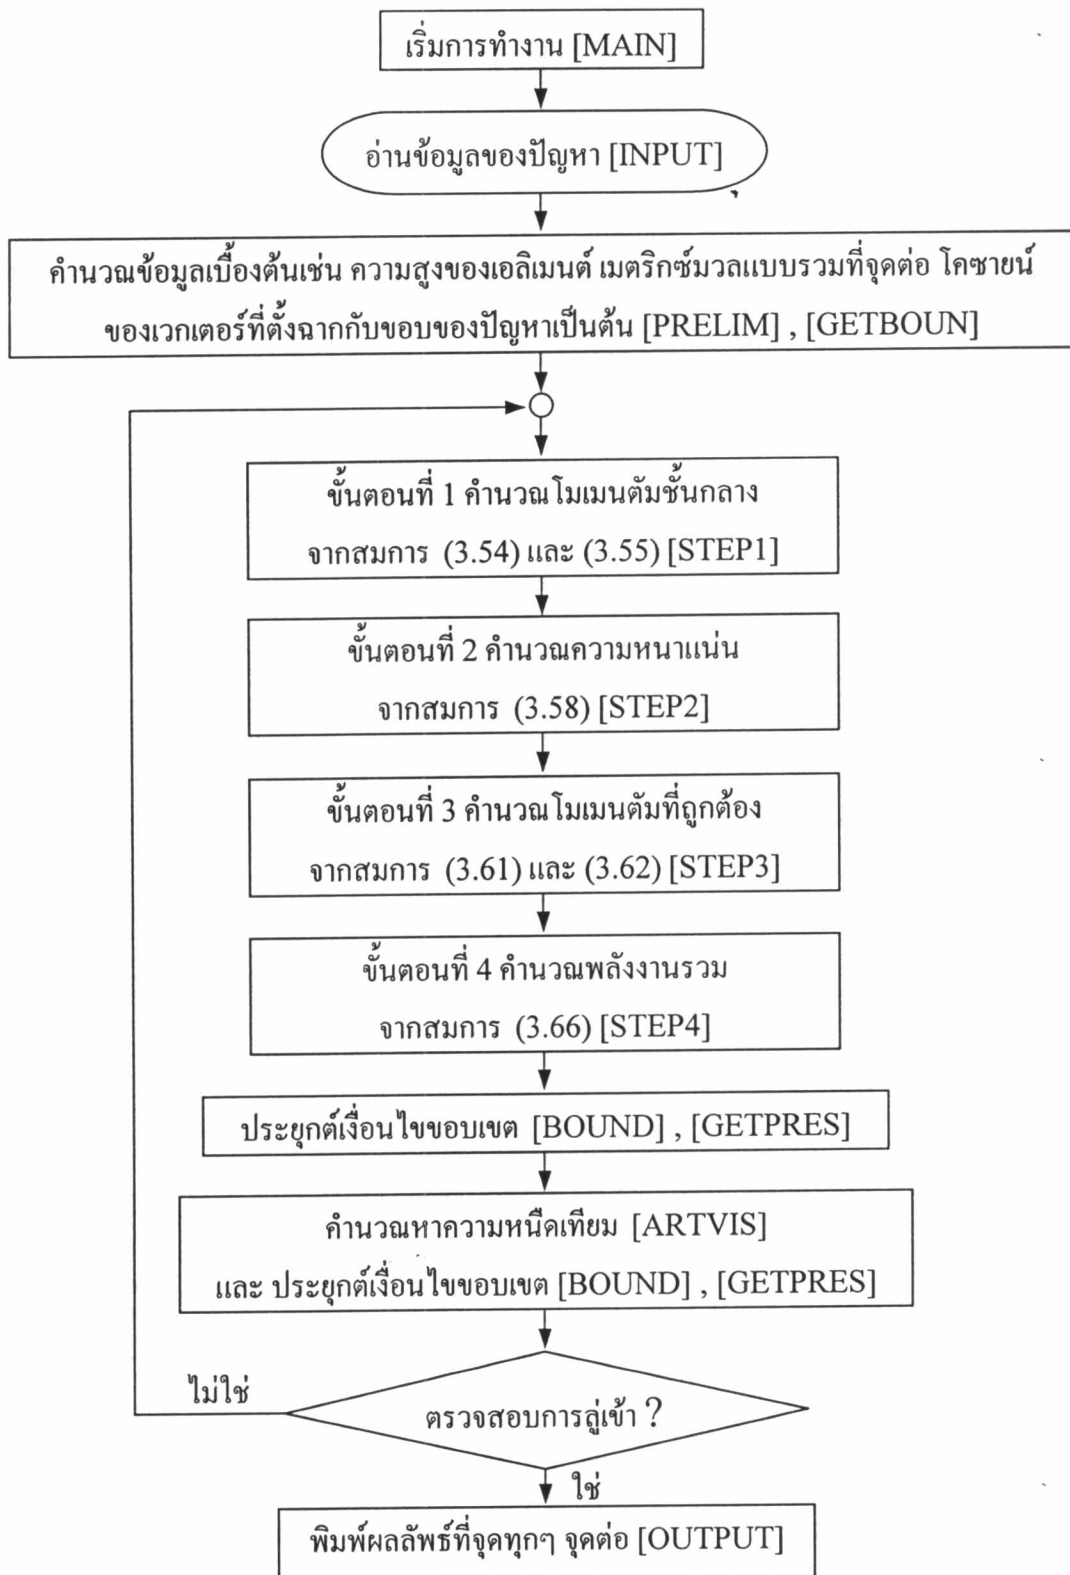 เริ่มการทำงาน [MAIN]
อ่านข้อมูลของปัญหา [INPUT]
คำนวณข้อมูลเบื้องต้นเช่น ความสูงของเอลิเมนต์ เมตริกซ์มวลแบบรวมที่จุดต่อ โคซายน์
ของเวกเตอร์ที่ตั้งฉากกับขอบของปัญหาเป็นต้น [PRELIM] , [GETBOUN]
ขั้นตอนที่ 1 คำนวณโมเมนตัมชั้นกลาง
จากสมการ (3.54) และ (3.55) [STEP1]
ขั้นตอนที่ 2 คำนวณความหนาแน่น
จากสมการ (3.58) [STEP2]
ขั้นตอนที่ 3 คำนวณโมเมนตัมที่ถูกต้อง
จากสมการ (3.61) และ (3.62) [STEP3]
ขั้นตอนที่ 4 คำนวณพลังงานรวม
จากสมการ (3.66) [STEP4]
ประยุกต์เงื่อนไขขอบเขต [BOUND] , [GETPRES]
คำนวณหาความหนืดเทียม [ARTVIS]
และ ประยุกต์เงื่อนไขขอบเขต [BOUND] , [GETPRES]
ไม่ใช่
ตรวจสอบการลู่เข้า ?
ใช่
พิมพ์ผลลัพธ์ที่จุดทุกๆ จุดต่อ [OUTPUT]